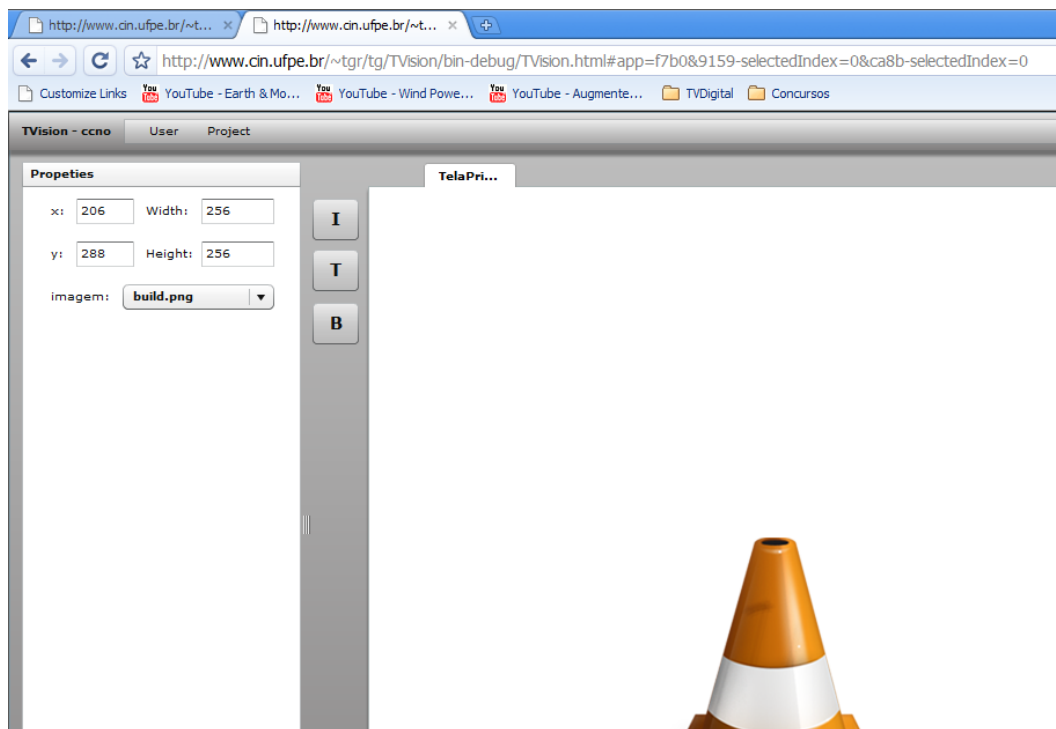 http://www.cin.ufpe.br/~t... × http://www.cin.ufpe.br/~t... ×
http://www.cin.ufpe.br/~tgr/tg/TVision/bin-debug/TVision.html#app=f7b0&9159-selectedIndex=0&ca8b-selectedIndex=0
Customize Links YouTube - Earth & Mo... YouTube - Wind Powe... YouTube - Augmente... TVDigital Concursos
TVision - ccno User Project
Propeties
TelaPri...
x: 206 Width: 256
I
y: 288 Height: 256
T
imagem: build.png
B